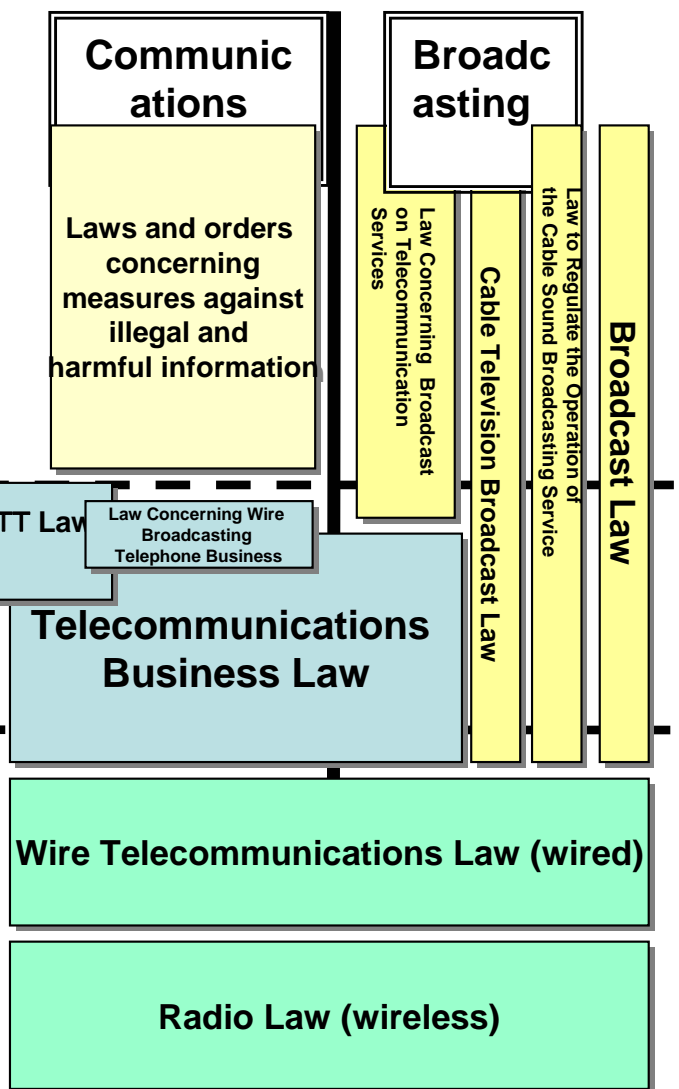 Communic
ations
Broadc
asting
Laws and orders
concerning
measures against
illegal and
harmful information
Law Concerning Broadcast
on Telecommunication
Services
Cable Television Broadcast Law
Law to Regulate the Operation of
the Cable Sound Broadcasting Service
Broadcast Law
TT Law
Law Concerning Wire
Broadcasting
Telephone Business
Telecommunications
Business Law
Wire Telecommunications Law (wired)
Radio Law (wireless)